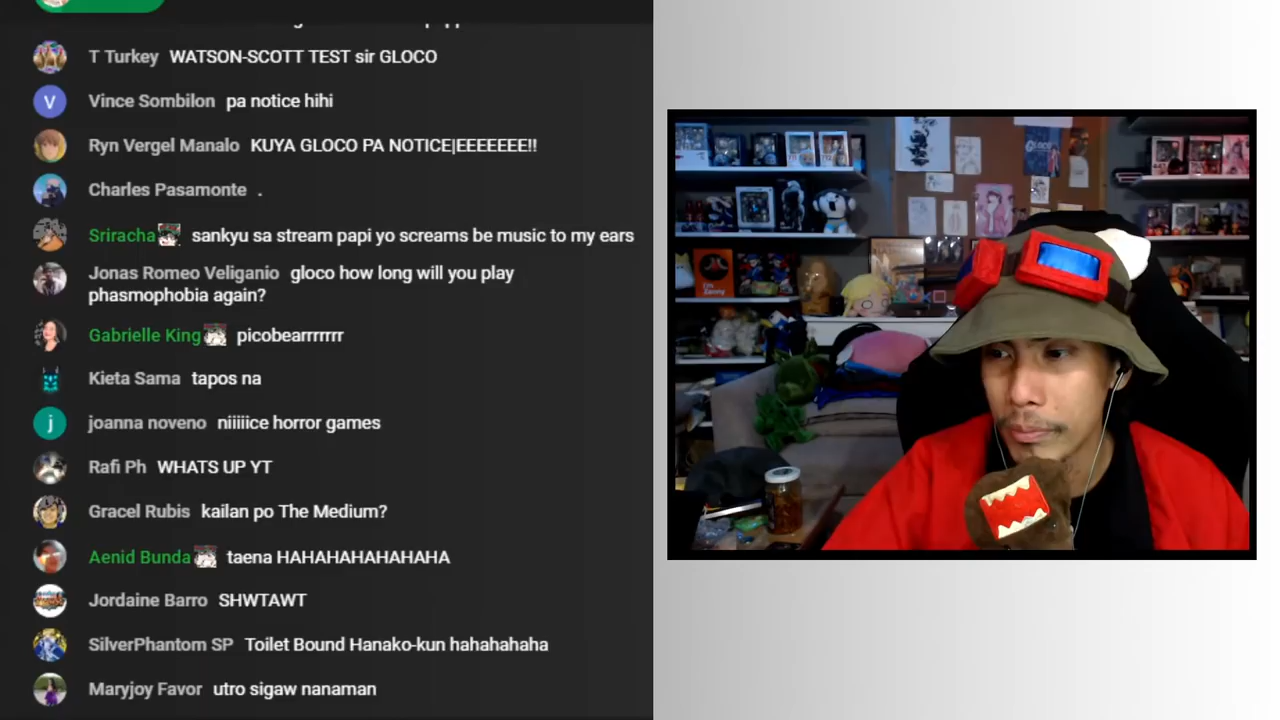 T Turkey WATSON-SCOTT TEST sir GLOCO
V
Vince Sombilon pa notice hihi
Ryn Vergel Manalo KUYA GLOCO PA NOTICE|EEEEEEE!!
Charles Pasamonte .
Sriracha sankyu sa stream papi yo screams be music to my ears
Jonas Romeo Veliganio gloco how long will you play
phasmophobia again?
Gabrielle King picobearrrrrrr
Kieta Sama tapos na
j
joanna noveno niiiiice horror games
Rafi Ph WHATS UP YT
Gracel Rubis kailan po The Medium?
Aenid Bunda taena HAHAHAHAHAHAHA
Jordaine Barro SHWTAWT
SilverPhantom SP Toilet Bound Hanako-kun hahahahaha
Maryjoy Favor utro sigaw nanaman